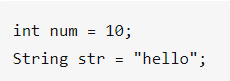 int num = 10;
String str = "hello";